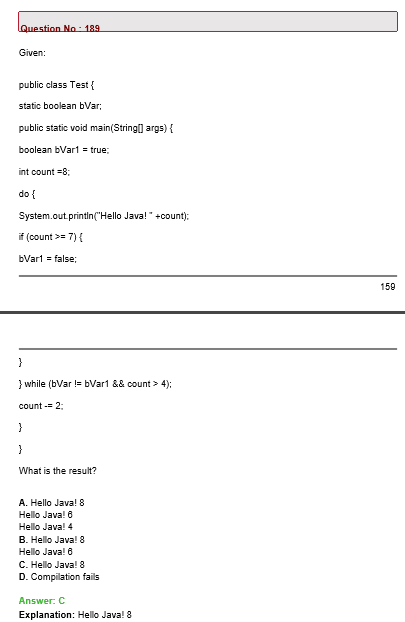 Question No : 189
Given:
public class Test {
static boolean bVar;
public static void main(String[] args) {
boolean bVar1 = true;
int count =8;
do {
System.out.println("Hello Java! " +count);
if (count >= 7) {
bVar1 = false;
159
}
} while (bVar != bVar1 && count > 4);
count -= 2;
}
}
What is the result?
A. Hello Java! 8
Hello Java! 6
Hello Java! 4
B. Hello Java! 8
Hello Java! 6
C. Hello Java! 8
D. Compilation fails
Answer: C
Explanation: Hello Java! 8